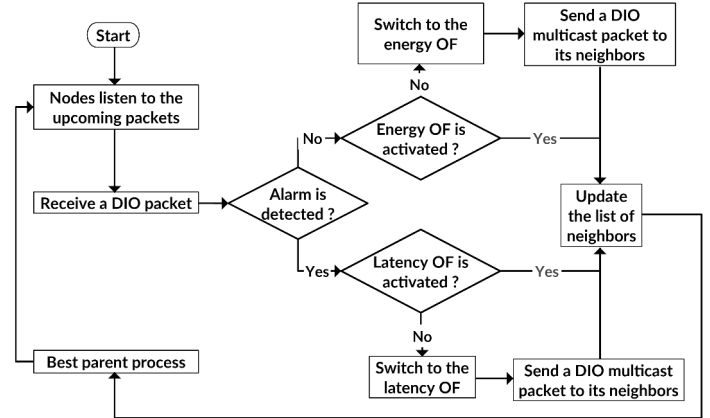 Start
Nodes listen to the
upcoming packets
Receive a DIO packet
Alarm is
detected ?
No
Energy OF is
activated ?
No
Switch to the
energy OF
Send a DIO
multicast packet to
its neighbors
Yes
Update
the list of
neighbors
Yes
Latency OF is
activated ?
Yes
No
Switch to the
latency OF
Send a DIO multicast
packet to its neighbors
Best parent process